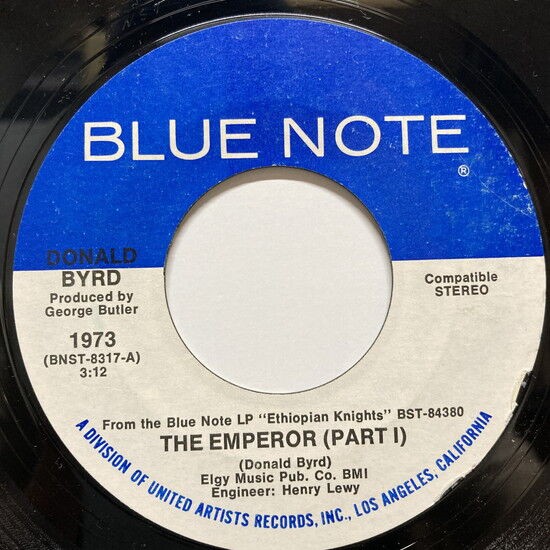 BLUE NOTE
®
DONALD
BYRD
Produced by
George Butler
1973
(BNST-8317-A)
3:12
Compatible
STEREO
From the Blue Note LP "Ethiopian Knights" BST-84380
THE EMPEROR (PART I)
(Donald Byrd)
Elgy Music Pub. Co. BMI
Engineer: Henry Lewy
A DIVISION OF UNITED ARTISTS RECORDS, INC., LOS ANGELES, CALIFORNIA